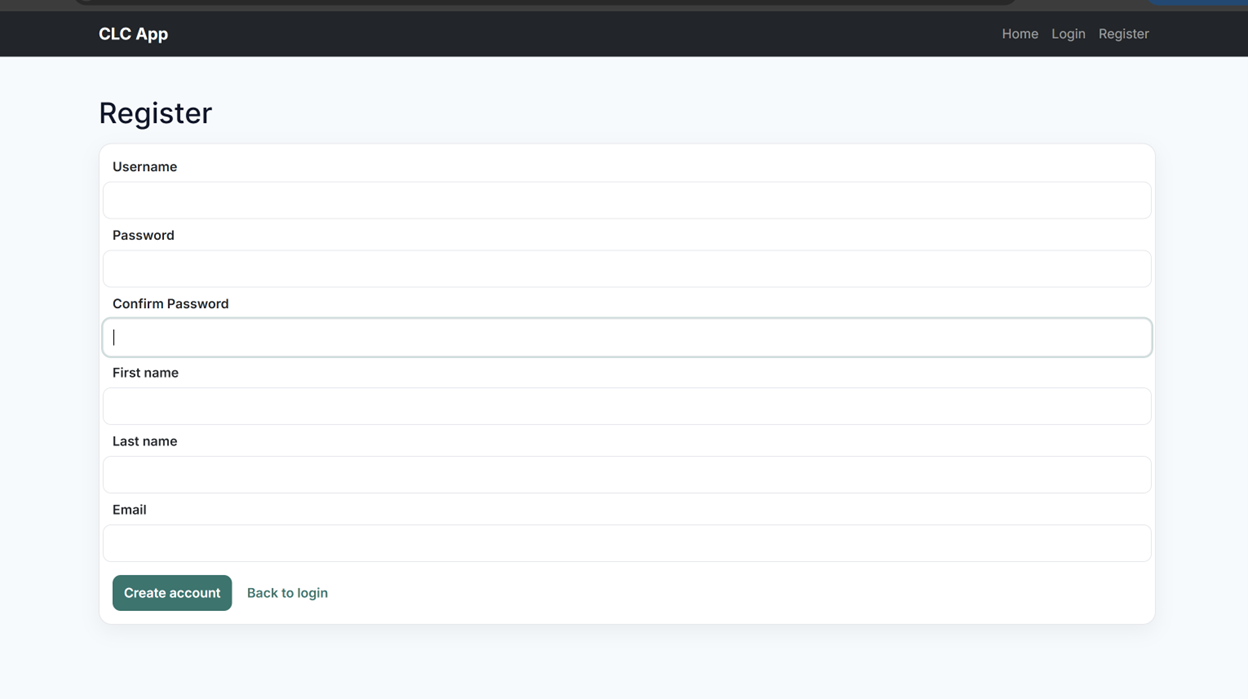 CLC App
Home Login Register
Register
Username
Password
Confirm Password
First name
Last name
Email
Create account Back to login